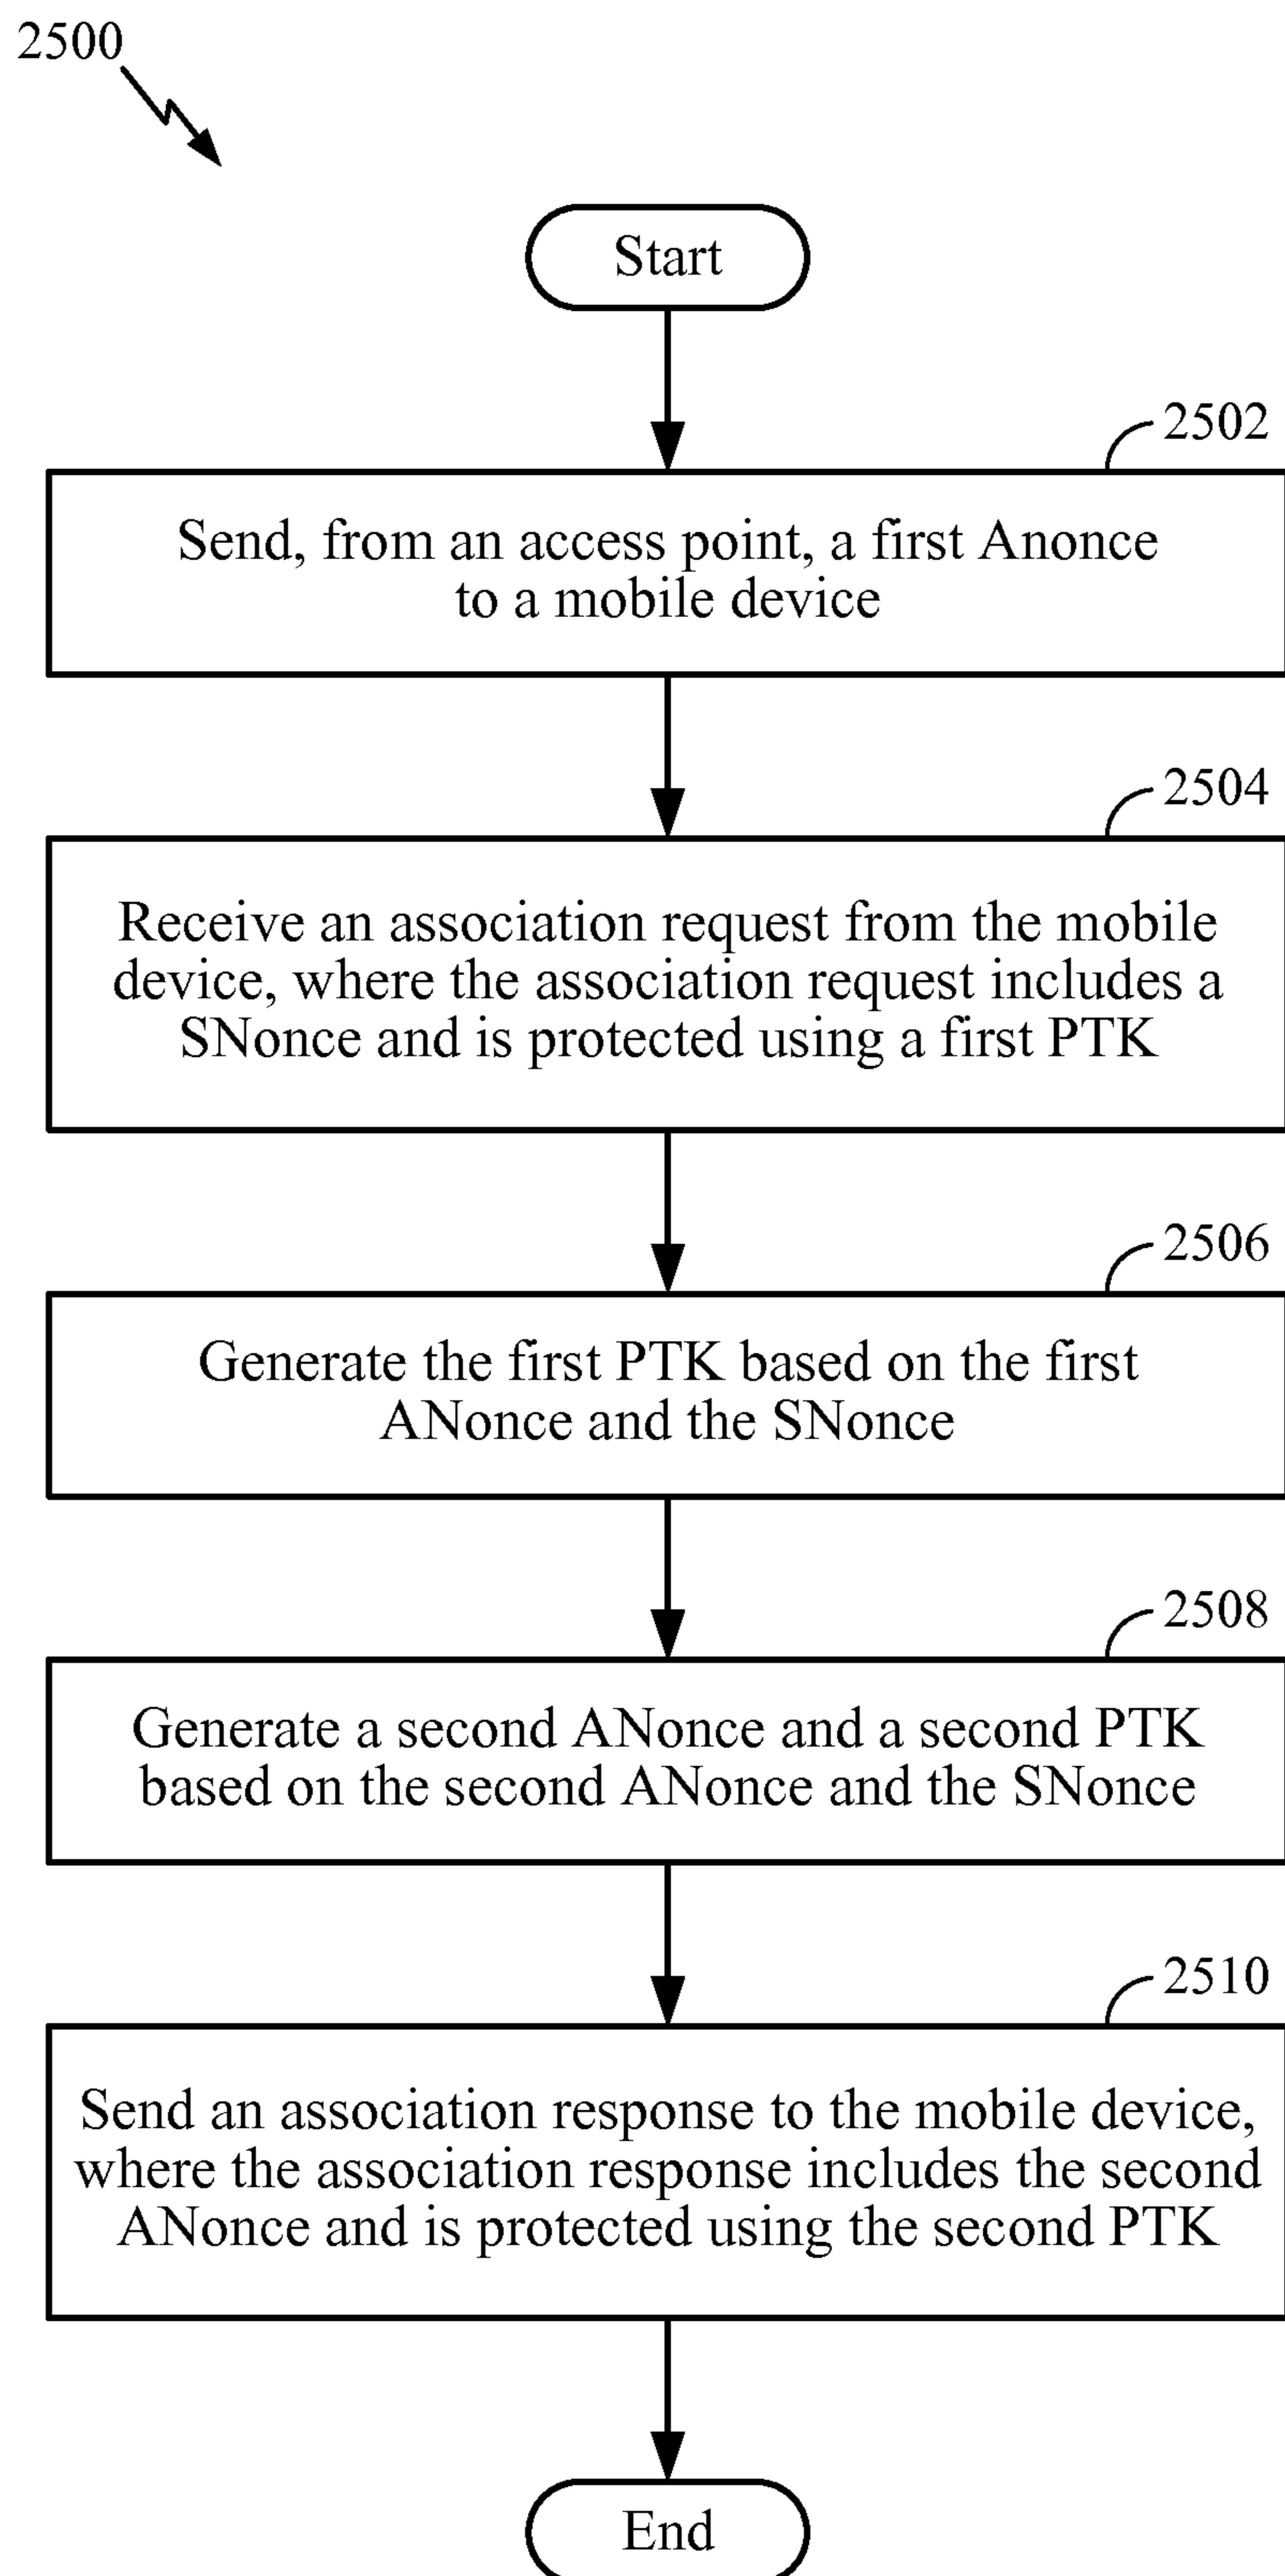 2500
Start
2502
Send, from an access point, a first Anonce
to a mobile device
2504
Receive an association request from the mobile
device, where the association request includes a
SNonce and is protected using a first PTK
2506
Generate the first PTK based on the first
ANonce and the SNonce
2508
Generate a second ANonce and a second PTK
based on the second ANonce and the SNonce
2510
Send an association response to the mobile device,
where the association response includes the second
ANonce and is protected using the second PTK
End